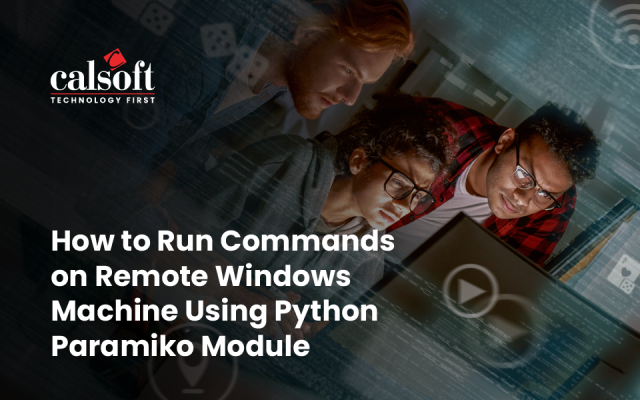 calsoft
TECHNOLOGY FIRST
How to Run Commands
on Remote Windows
Machine Using Python
Paramiko Module